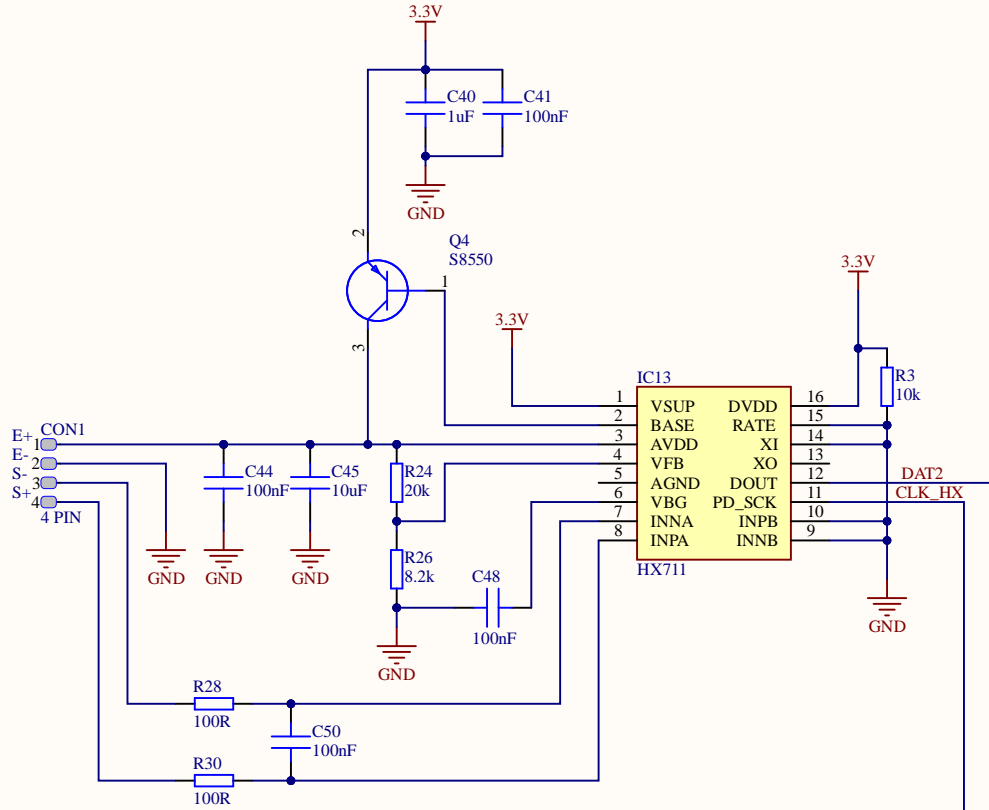 3.3V
C40
1uF
C41
100nF
GND
2
Q4
S8550
1
3
3.3V
3.3V
R3
10k
IC13
1 VSUP DVDD 16
2 BASE RATE 15
3 AVDD XI 14
4 VFB XO 13
5 AGND DOUT 12
6 VBG PD_SCK 11
7 INNA INPB 10
8 INPA INNB 9
HX711
DAT2
CLK_HX
GND
CON1
E+ 1
E- 2
S- 3
S+ 4
4 PIN
C44
100nF
C45
10uF
R24
20k
R26
8.2k
GND
GND
GND
C48
100nF
GND
R28
100R
C50
100nF
R30
100R